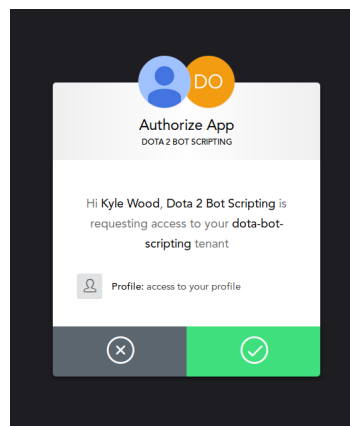 DO
Authorize App
DOTA 2 BOT SCRIPTING
Hi Kyle Wood, Dota 2 Bot Scripting is
requesting access to your dota-bot-
scripting tenant
Profile: access to your profile